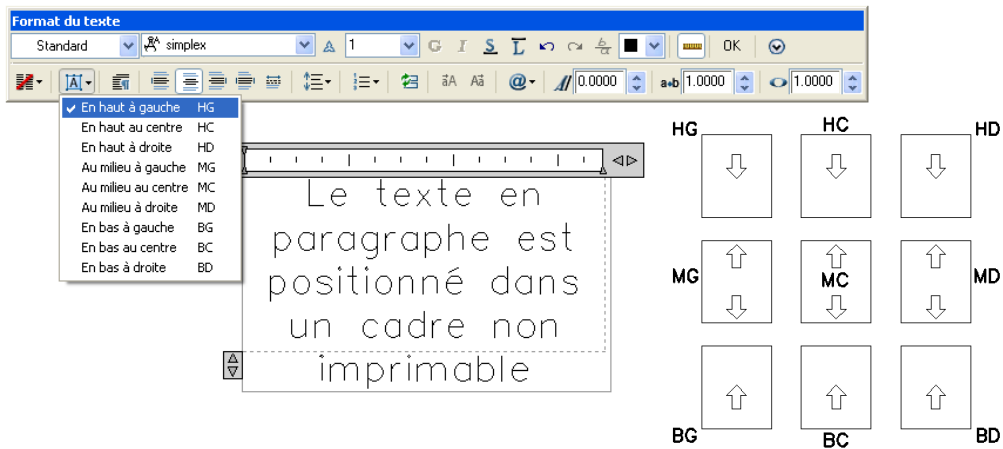 Format du texte
Standard simplex 1 G I S L OK
0.0000 a•b 1.0000 1.0000
äA Aä @
En haut à gauche HG
En haut au centre HC
En haut à droite HD
Au milieu à gauche MG
Au milieu au centre MC
Au milieu à droite MD
En bas à gauche BG
En bas au centre BC
En bas à droite BD
Le texte en
paragraphe est
positionné dans
un cadre non
imprimable
HG HC HD
MG MC MD
BG BC BD